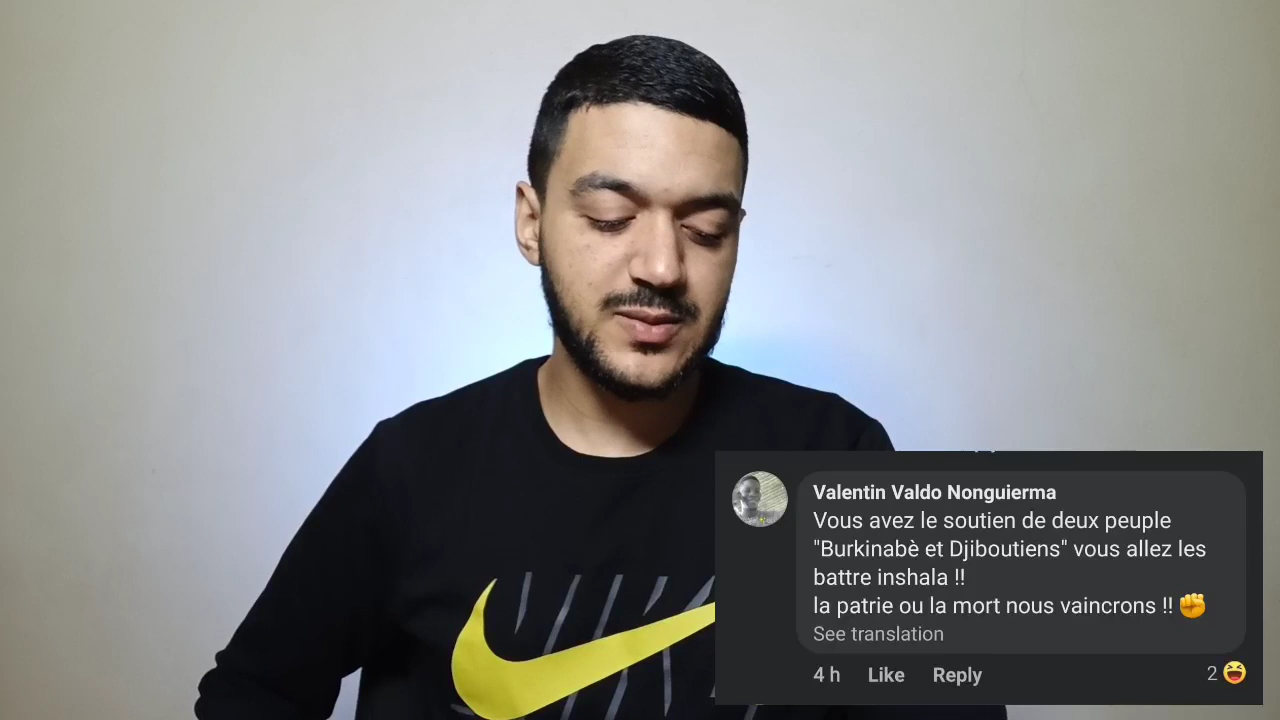 Valentin Valdo Nonguierma
Vous avez le soutien de deux peuple
"Burkinabè et Djiboutiens" vous allez les
battre inshala !!
la patrie ou la mort nous vaincrons !! ✊
See translation
4 h Like Reply 2 😆